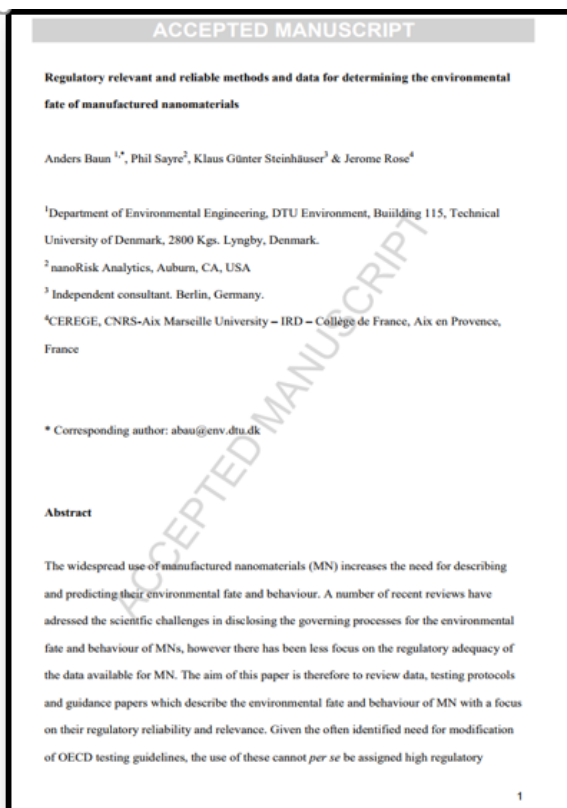 ACCEPTED MANUSCRIPT
Regulatory relevant and reliable methods and data for determining the environmental
fate of manufactured nanomaterials
Anders Baun 1,*, Phil Sayre2, Klaus Günter Steinhäuser3 & Jerome Rose4
1Department of Environmental Engineering, DTU Environment, Buiilding 115, Technical
University of Denmark, 2800 Kgs. Lyngby, Denmark.
2 nanoRisk Analytics, Auburn, CA, USA
3 Independent consultant. Berlin, Germany.
4CEREGE, CNRS-Aix Marseille University – IRD – Collège de France, Aix en Provence,
France
* Corresponding author: abau@env.dtu.dk
Abstract
The widespread use of manufactured nanomaterials (MN) increases the need for describing
and predicting their environmental fate and behaviour. A number of recent reviews have
adressed the scientfic challenges in disclosing the governing processes for the environmental
fate and behaviour of MNs, however there has been less focus on the regulatory adequacy of
the data available for MN. The aim of this paper is therefore to review data, testing protocols
and guidance papers which describe the environmental fate and behaviour of MN with a focus
on their regulatory reliability and relevance. Given the often identified need for modification
of OECD testing guidelines, the use of these cannot per se be assigned high regulatory
1
ACCEPTED MANUSCRIPT